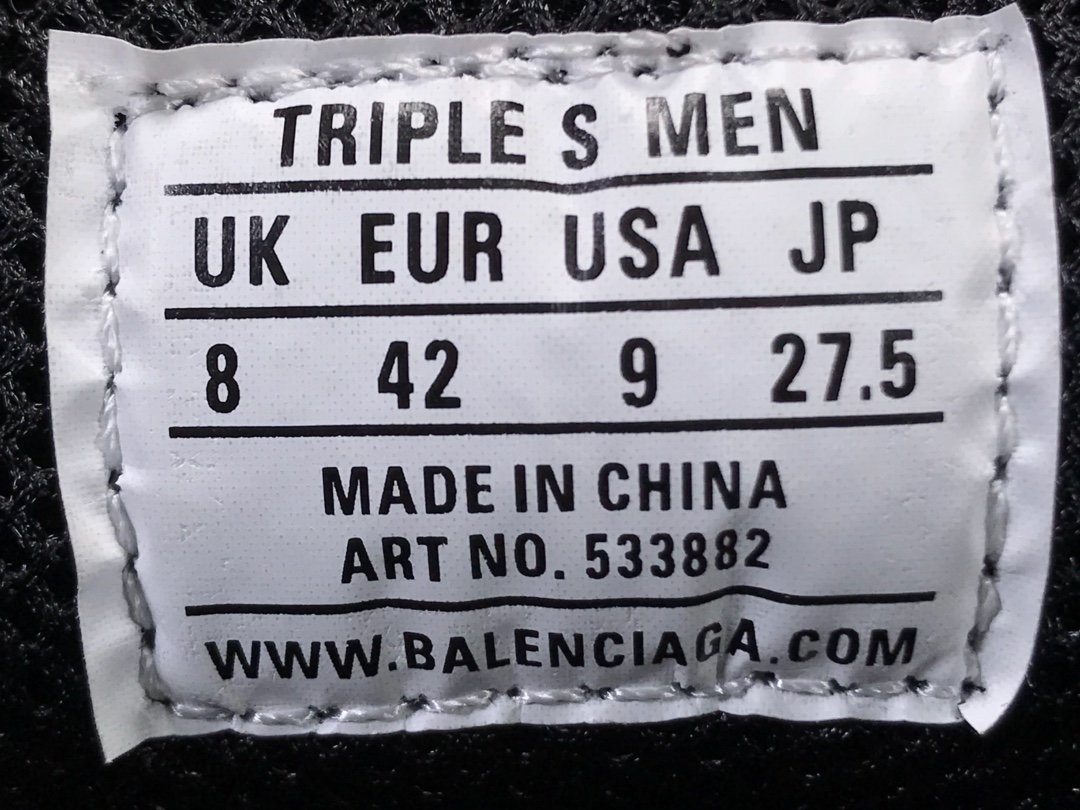 TRIPLE S MEN
UK EUR USA JP
8 42 9 27.5
MADE IN CHINA
ART NO. 533882
WWW.BALENCIAGA.COM